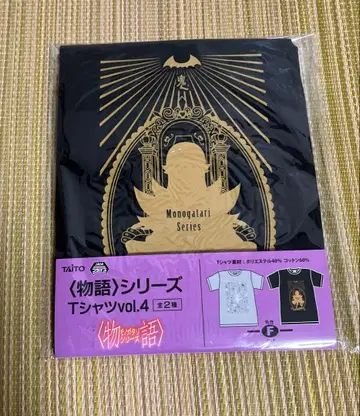 Monogatari
Series
TAITO
Tシャツ素材：ポリエステル40% コットン60%
〈物語〉シリーズ
Tシャツvol.4 全2種
〈物語〉
F